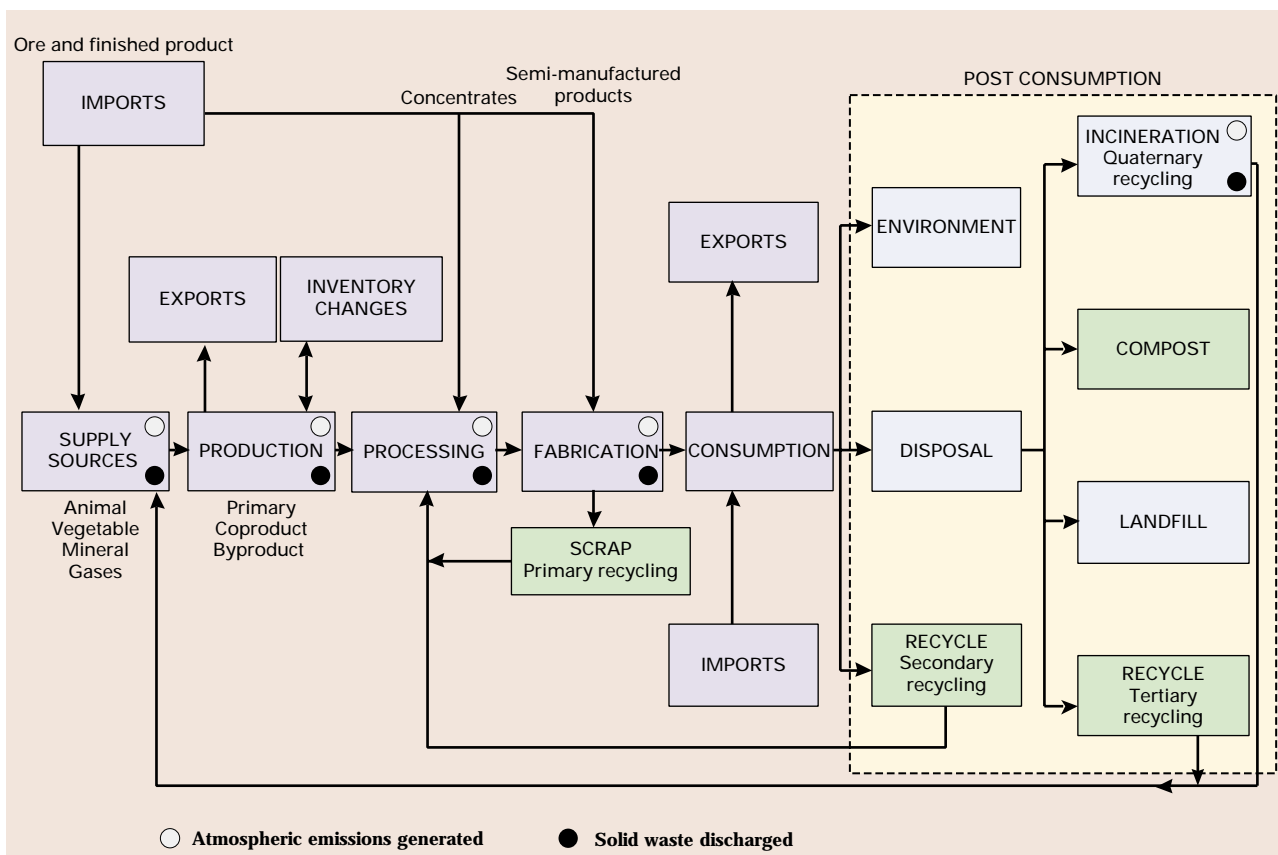 Ore and finished product
IMPORTS
Concentrates
Semi-manufactured
products
POST CONSUMPTION
INCINERATION
Quaternary
recycling
ENVIRONMENT
EXPORTS
EXPORTS
INVENTORY
CHANGES
COMPOST
SUPPLY
SOURCES
PRODUCTION
PROCESSING
FABRICATION
CONSUMPTION
DISPOSAL
Animal
Vegetable
Mineral
Gases
Primary
Coproduct
Byproduct
SCRAP
Primary recycling
LANDFILL
IMPORTS
RECYCLE
Secondary
recycling
RECYCLE
Tertiary
recycling
Atmospheric emissions generated
Solid waste discharged